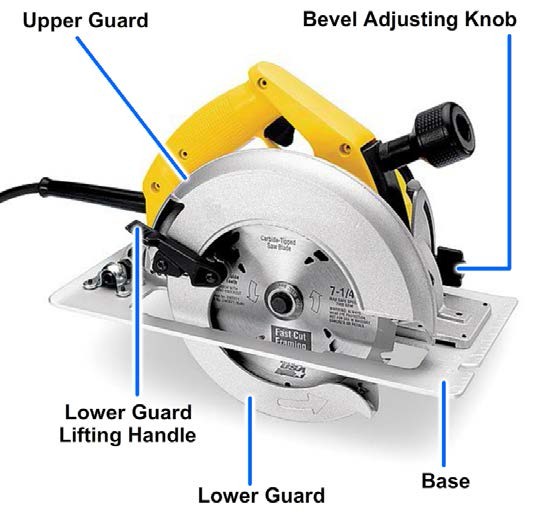 Upper Guard
Bevel Adjusting Knob
Carbide-Tipped
Saw Blade
7-1/4
Fast Cut
Framing
Lower Guard
Lifting Handle
Lower Guard
Base